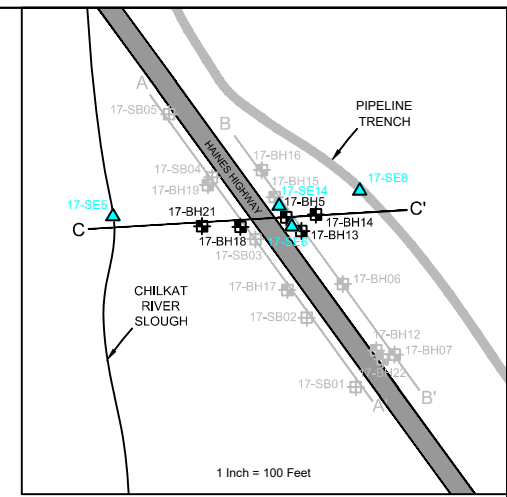 A
17-SB05
PIPELINE
TRENCH
B
HAINES HIGHWAY
17-BH16
17-SB04
17-BH15
17-BH19
17-SE8
17-SE14
17-SE5
17-BH5
C'
17-BH21
17-BH14
C
17-BH18
17-BH13
17-SE6
17-SB03
17-BH06
CHILKAT
RIVER
SLOUGH
17-BH17
17-SB02
17-BH12
17-BH07
17-BH22
17-SB01
B'
A'
1 Inch = 100 Feet